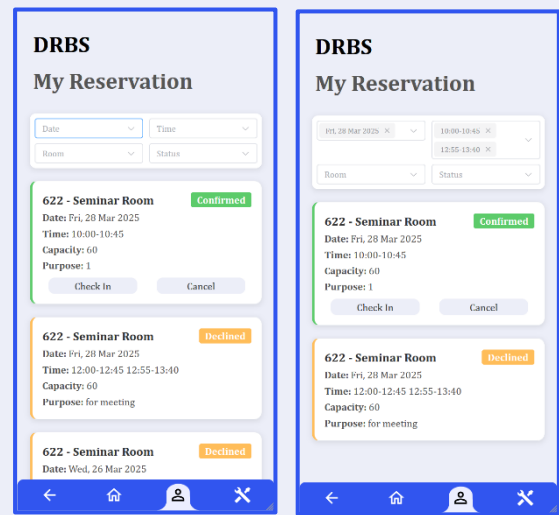 DRBS
My Reservation
Date
Time
Room
Status
622 - Seminar Room
Confirmed
Date: Fri, 28 Mar 2025
Time: 10:00-10:45
Capacity: 60
Purpose: 1
Check In
Cancel
622 - Seminar Room
Declined
Date: Fri, 28 Mar 2025
Time: 12:00-12:45 12:55-13:40
Capacity: 60
Purpose: for meeting
622 - Seminar Room
Declined
Date: Wed, 26 Mar 2025
DRBS
My Reservation
Fri, 28 Mar 2025 ×
10:00-10:45 ×
12:55-13:40 ×
Room
Status
622 - Seminar Room
Confirmed
Date: Fri, 28 Mar 2025
Time: 10:00-10:45
Capacity: 60
Purpose: 1
Check In
Cancel
622 - Seminar Room
Declined
Date: Fri, 28 Mar 2025
Time: 12:00-12:45 12:55-13:40
Capacity: 60
Purpose: for meeting